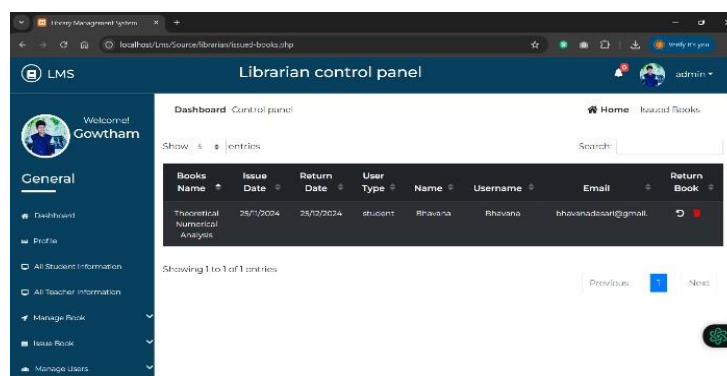 Library Management System
localhost/Lms/Source/librarian/issued-books.php
Verify it's you
LMS
Librarian control panel
0
admin
Welcome!
Gowtham
Dashboard Control panel
Home Issued Books
Show 5 entries
Search:
General
Books Name Issue Date Return Date User Type Name Username Email Return Book
Theoretical Numerical Analysis 25/11/2024 25/12/2024 student Bhavana Bhavana bhavanadasari@gmail.
Dashboard
Profile
All Student Information
All Teacher Information
Manage Book
Issue Book
Manage Users
Showing 1 to 1 of 1 entries
Previous 1 Next